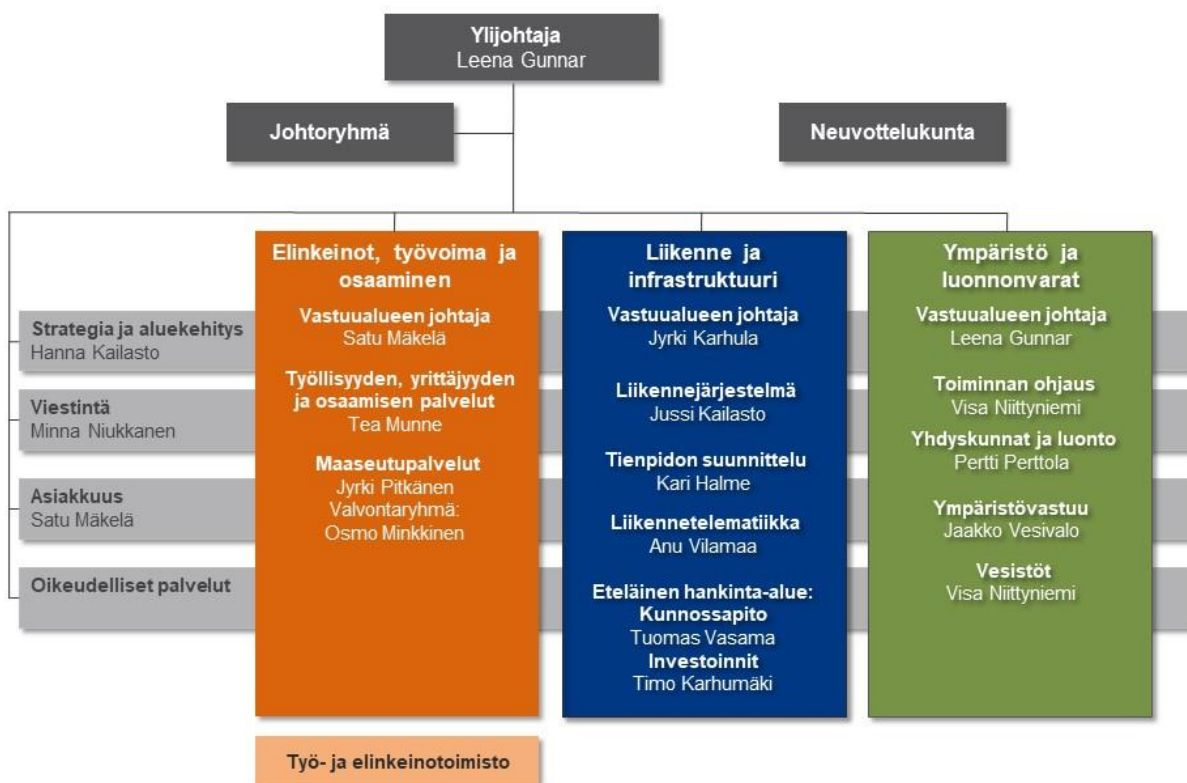 Ylijohtaja
Leena Gunnar
Johtoryhmä
Neuvottelukunta
Strategia ja aluekehitys
Hanna Kailasto
Viestintä
Minna Niukkanen
Asiakkuus
Satu Mäkelä
Oikeudelliset palvelut
Elinkeinot, työvoima ja
osaaminen
Vastuualueen johtaja
Satu Mäkelä
Työllisyyden, yrittäjyyden
ja osaamisen palvelut
Tea Munne
Maaseutupalvelut
Jyrki Pitkänen
Valvontaryhmä:
Osmo Minkkinen
Työ- ja elinkeinotoimisto
Liikenne ja
infrastruktuuri
Vastuualueen johtaja
Jyrki Karhula
Liikennejärjestelmä
Jussi Kailasto
Tienpidon suunnittelu
Kari Halme
Liikennetelematiikka
Anu Vilamaa
Eteläinen hankinta-alue:
Kunnossapito
Tuomas Vasama
Investoinnit
Timo Karhumäki
Ympäristö ja
luonnonvarat
Vastuualueen johtaja
Leena Gunnar
Toiminnan ohjaus
Visa Niittyniemi
Yhdyskunnat ja luonto
Pertti Perttola
Ympäristövastuu
Jaakko Vesivalo
Vesistöt
Visa Niittyniemi